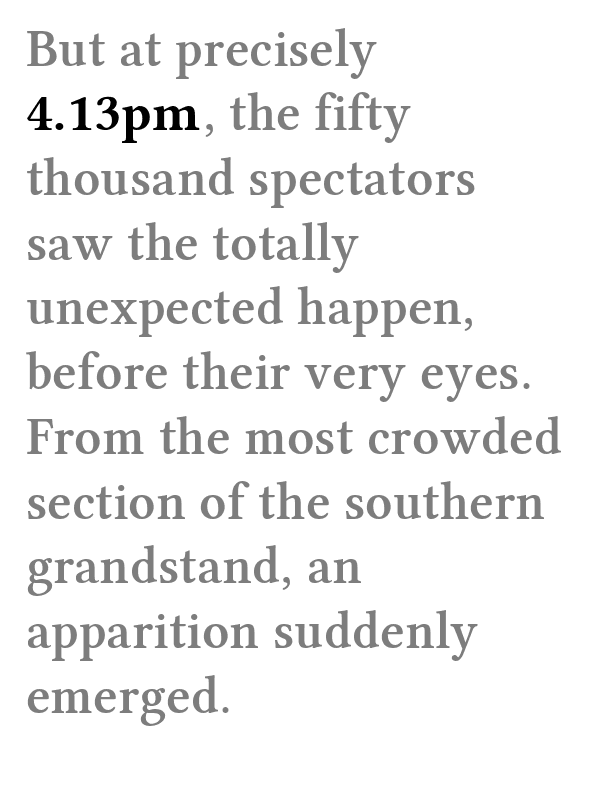 But at precisely
4.13pm, the fifty
thousand spectators
saw the totally
unexpected happen,
before their very eyes.
From the most crowded
section of the southern
grandstand, an
apparition suddenly
emerged.